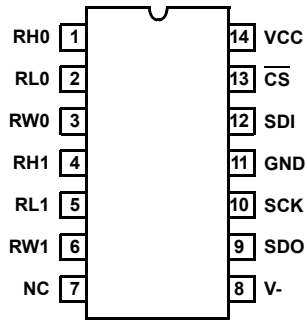 RH0 1 14 VCC
RL0 2 13 CS
RW0 3 12 SDI
RH1 4 11 GND
RL1 5 10 SCK
RW1 6 9 SDO
NC 7 8 V-